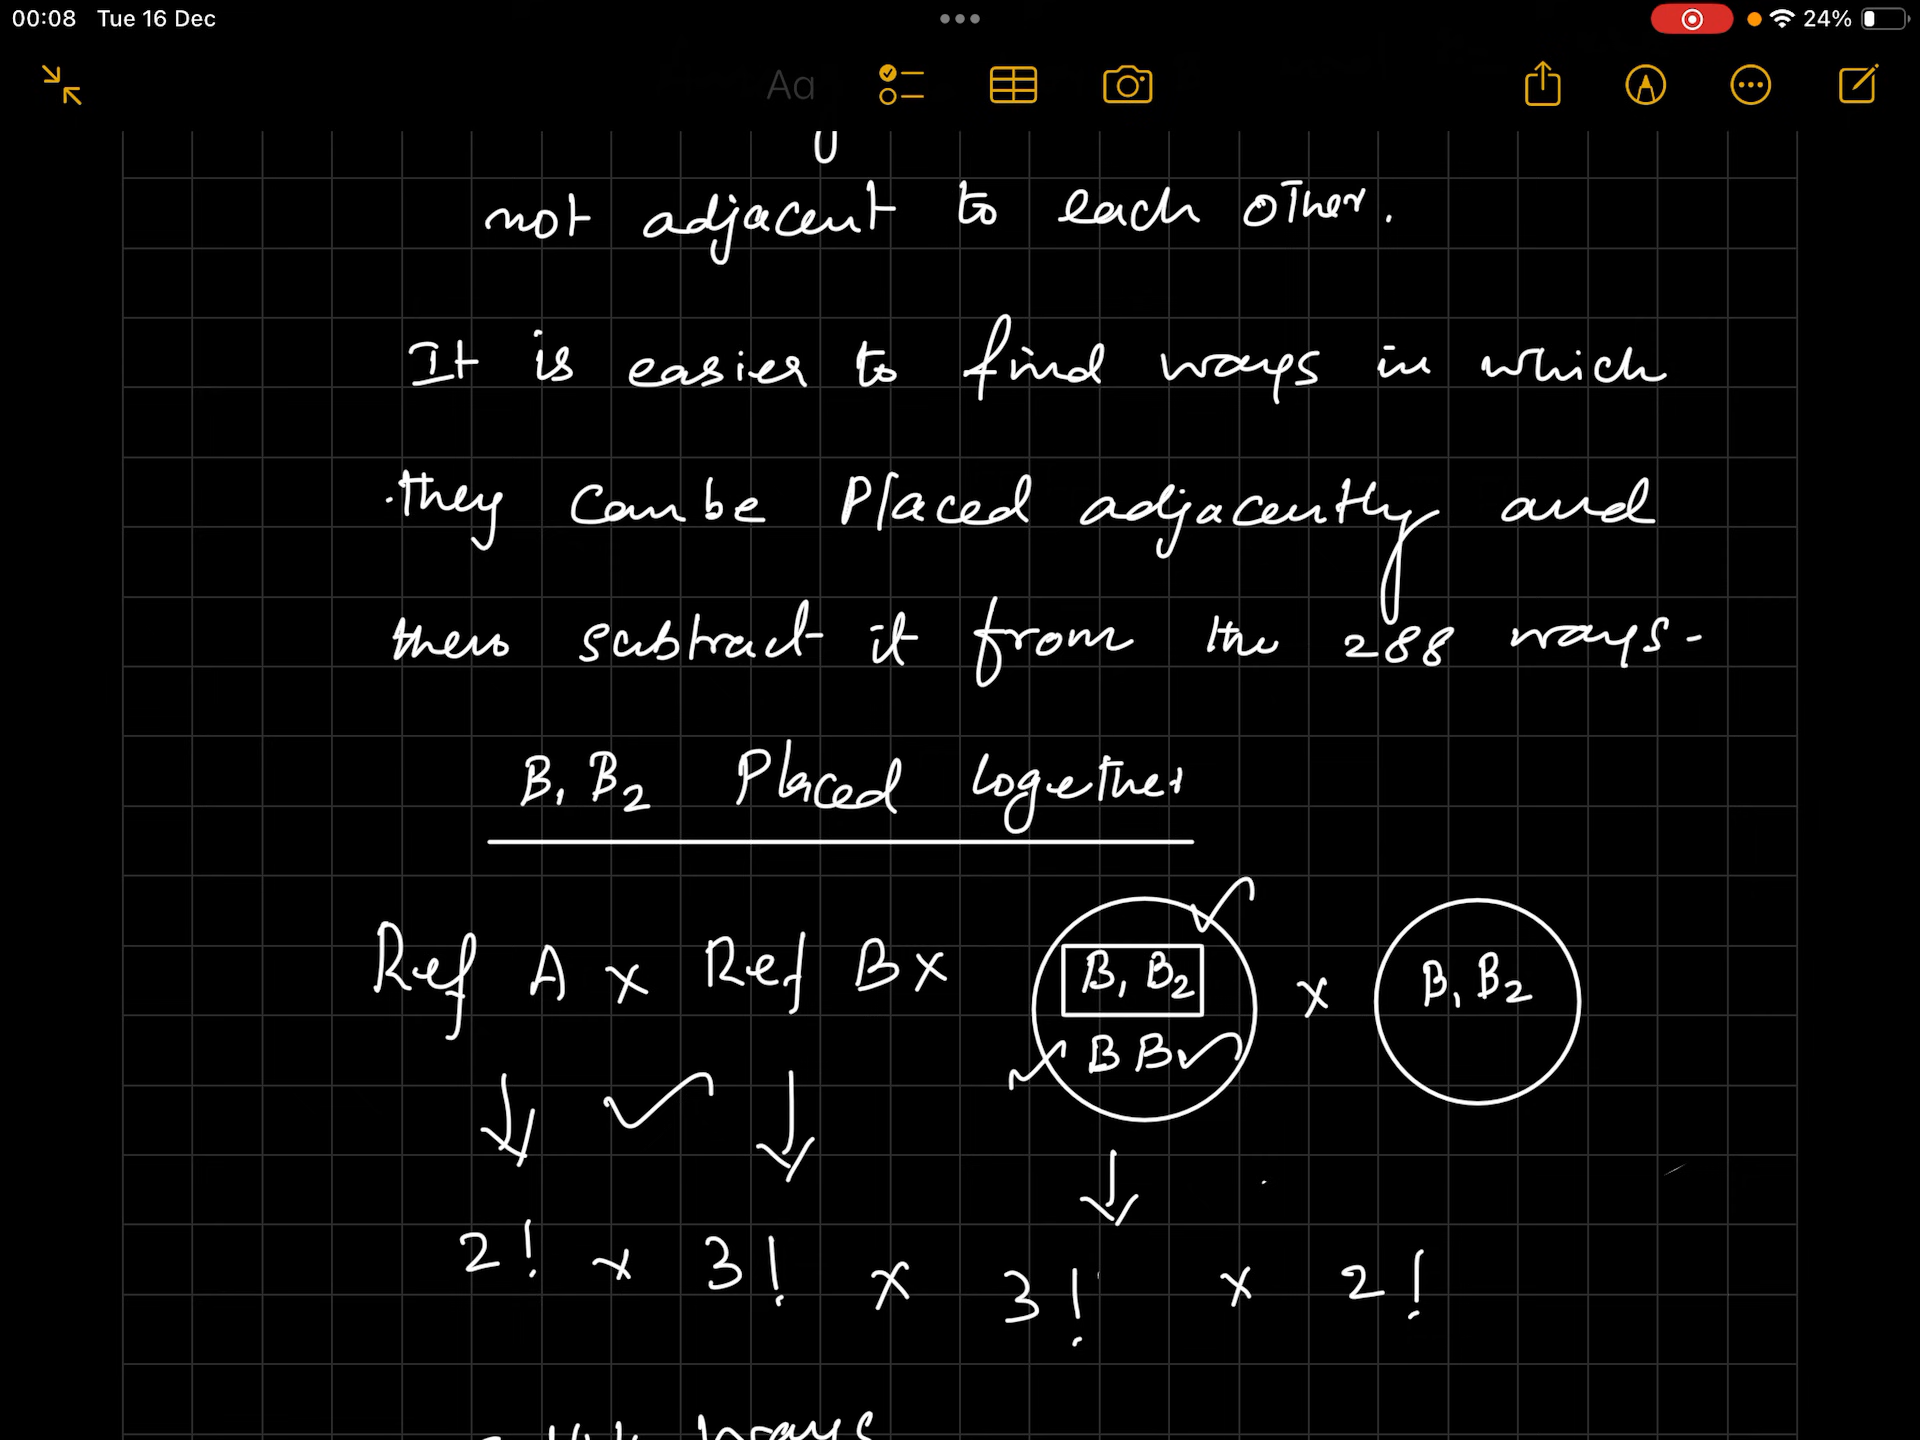 00:08 Tue 16 Dec
24%
Aa
not adjacent to each other.
It is easier to find ways in which
they can be Placed adjacently and
then subtract it from the 288 ways-
B1 B2 Placed together
Ref A x Ref B x B1 B2 x B1 B2
B B
2! x 3! x 3! x 2!
ways